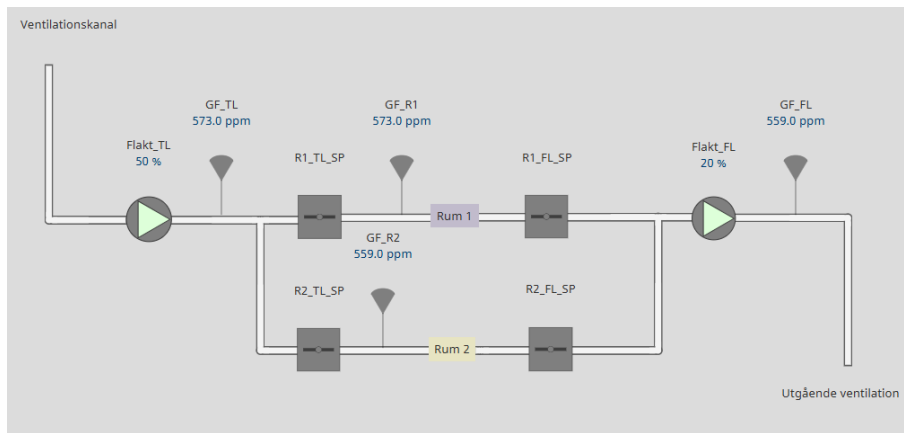 Ventilationskanal
GF_TL
573.0 ppm
GF_R1
573.0 ppm
GF_FL
559.0 ppm
Flakt_TL
50 %
R1_TL_SP
R1_FL_SP
Flakt_FL
20 %
Rum 1
GF_R2
559.0 ppm
R2_TL_SP
R2_FL_SP
Rum 2
Utgående ventilation